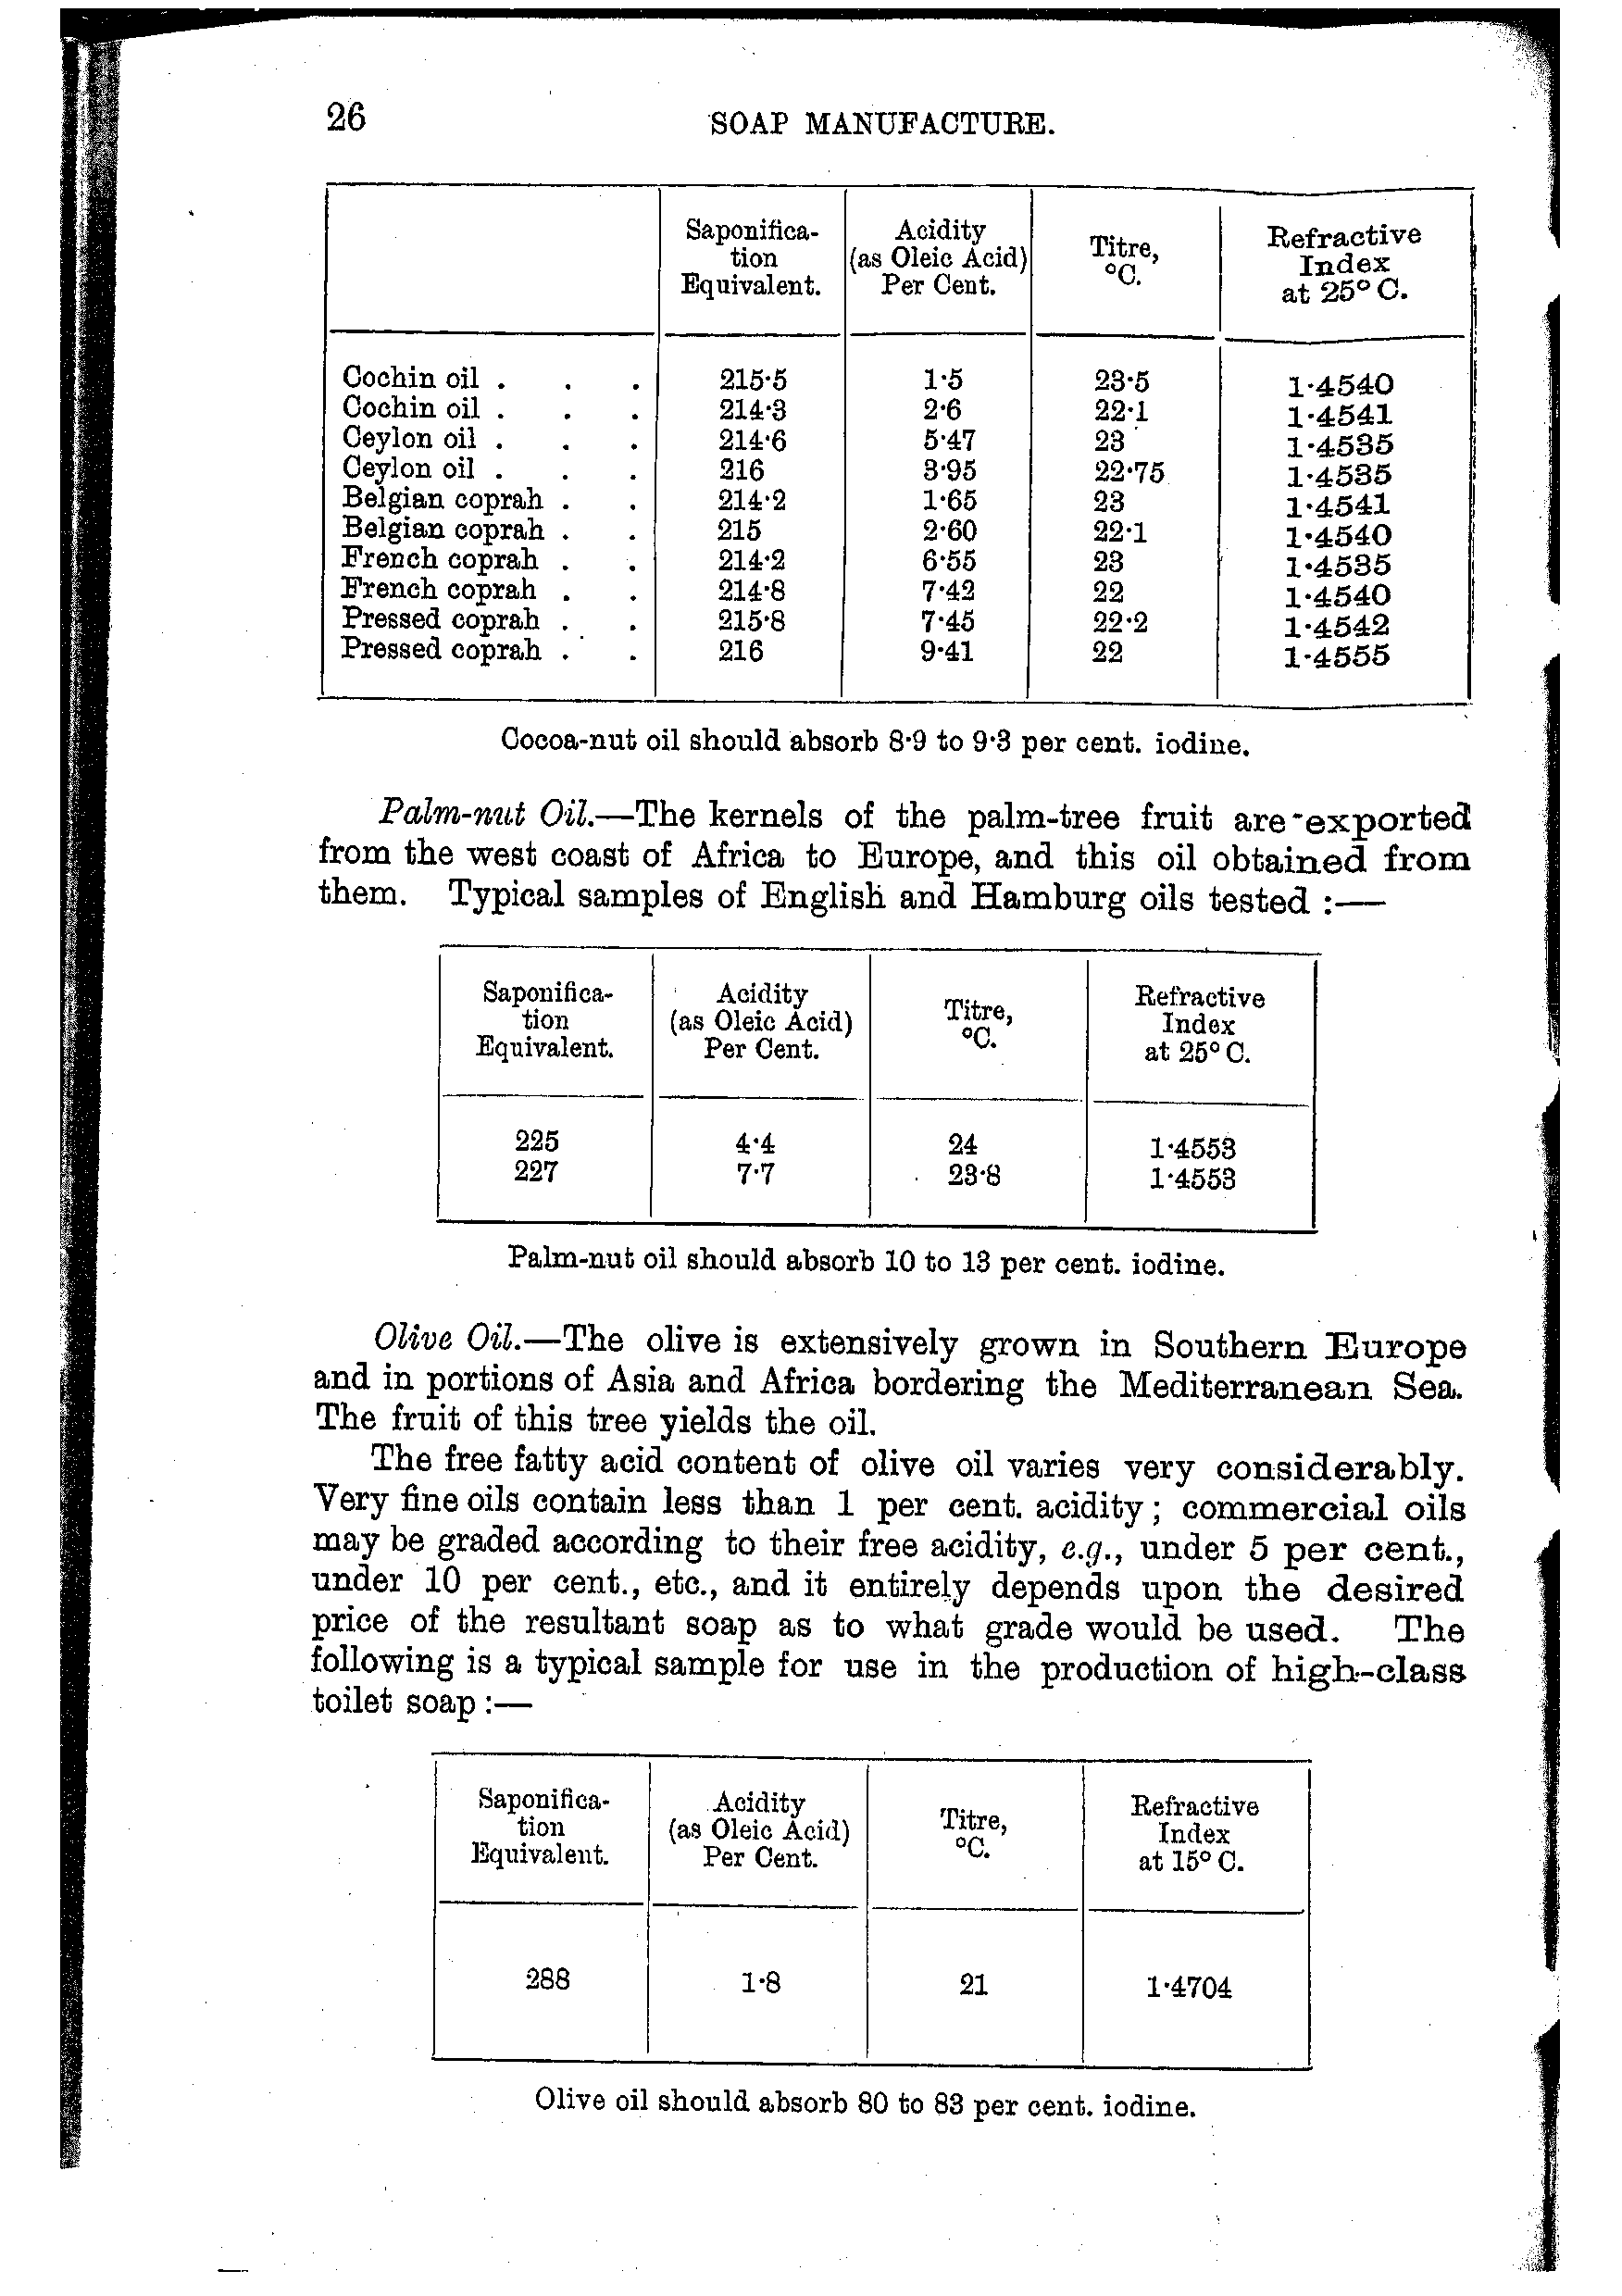 26 SOAP MANUFACTURE.
Saponifica-
tion
Equivalent.
Acidity
(as Oleic Acid)
Per Cent.
Titre,
°C.
Refractive
Index
at 25° C.
Cochin oil . . . 215·5 1·5 23·5 1·4540
Cochin oil . . . 214·3 2·6 22·1 1·4541
Ceylon oil . . . 214·6 5·47 23 1·4535
Ceylon oil . . . 216 3·95 22·75 1·4535
Belgian coprah . . 214·2 1·65 23 1·4541
Belgian coprah . . 215 2·60 22·1 1·4540
French coprah . . 214·2 6·55 23 1·4535
French coprah . . 214·8 7·42 22 1·4540
Pressed coprah . . 215·8 7·45 22·2 1·4542
Pressed coprah . . 216 9·41 22 1·4555
Cocoa-nut oil should absorb 8·9 to 9·3 per cent. iodine.
Palm-nut Oil.—The kernels of the palm-tree fruit are exported
from the west coast of Africa to Europe, and this oil obtained from
them. Typical samples of English and Hamburg oils tested :—
Saponifica-
tion
Equivalent.
Acidity
(as Oleic Acid)
Per Cent.
Titre,
°C.
Refractive
Index
at 25° C.
225 4·4 24 1·4553
227 7·7 23·8 1·4553
Palm-nut oil should absorb 10 to 13 per cent. iodine.
Olive Oil.—The olive is extensively grown in Southern Europe
and in portions of Asia and Africa bordering the Mediterranean Sea.
The fruit of this tree yields the oil.
The free fatty acid content of olive oil varies very considerably.
Very fine oils contain less than 1 per cent. acidity; commercial oils
may be graded according to their free acidity, e.g., under 5 per cent.,
under 10 per cent., etc., and it entirely depends upon the desired
price of the resultant soap as to what grade would be used. The
following is a typical sample for use in the production of high-class
toilet soap :—
Saponifica-
tion
Equivalent.
Acidity
(as Oleic Acid)
Per Cent.
Titre,
°C.
Refractive
Index
at 15° C.
288 1·8 21 1·4704
Olive oil should absorb 80 to 83 per cent. iodine.